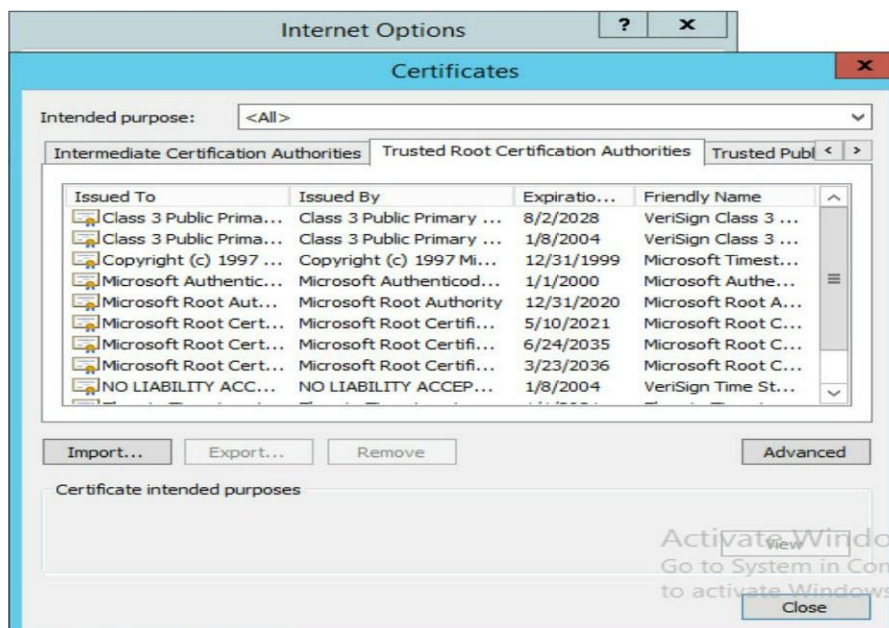 Internet Options ? x
Certificates x
Intended purpose: <All>
Intermediate Certification Authorities Trusted Root Certification Authorities Trusted Publ < >
Issued To Issued By Expiratio... Friendly Name
Class 3 Public Prima... Class 3 Public Primary ... 8/2/2028 VeriSign Class 3 ...
Class 3 Public Prima... Class 3 Public Primary ... 1/8/2004 VeriSign Class 3 ...
Copyright (c) 1997 ... Copyright (c) 1997 Mi... 12/31/1999 Microsoft Timest...
Microsoft Authentic... Microsoft Authenticod... 1/1/2000 Microsoft Authe...
Microsoft Root Aut... Microsoft Root Authority 12/31/2020 Microsoft Root A...
Microsoft Root Cert... Microsoft Root Certifi... 5/10/2021 Microsoft Root C...
Microsoft Root Cert... Microsoft Root Certifi... 6/24/2035 Microsoft Root C...
Microsoft Root Cert... Microsoft Root Certifi... 3/23/2036 Microsoft Root C...
NO LIABILITY ACC... NO LIABILITY ACCEP... 1/8/2004 VeriSign Time St...
Import... Export... Remove Advanced
Certificate intended purposes
Activate Windo
View
Go to System in Con
to activate Windows
Close